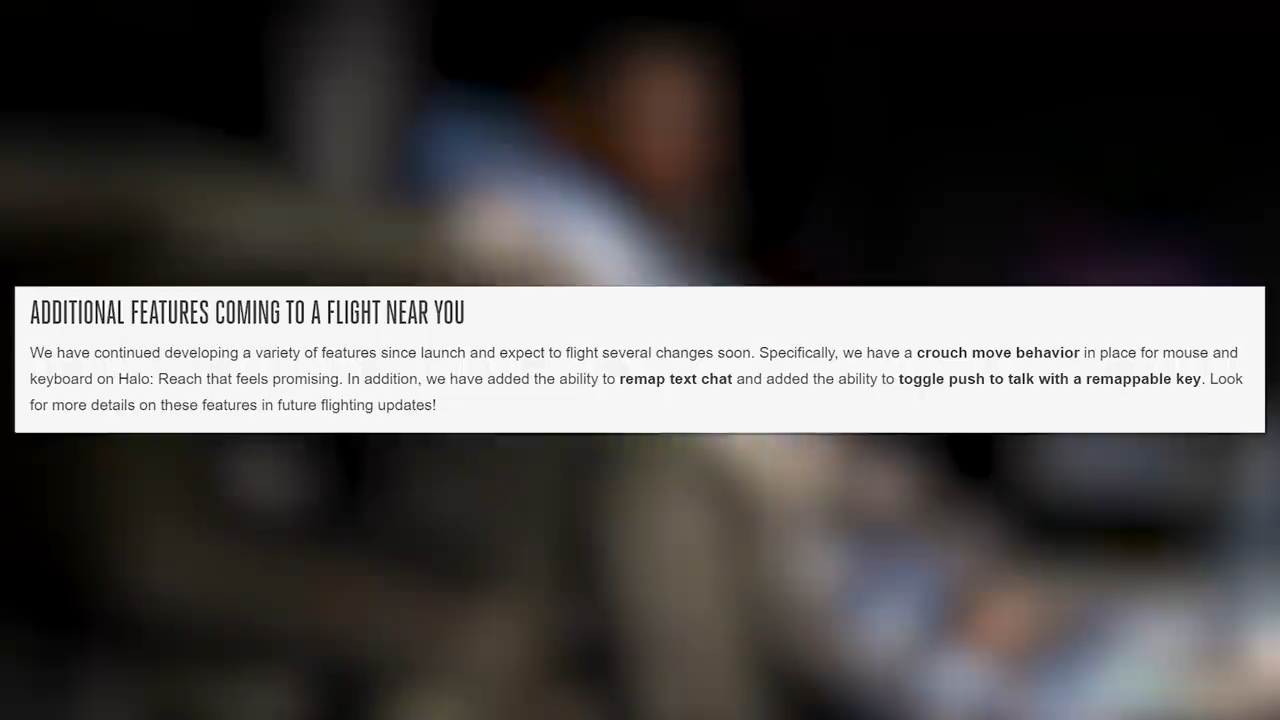 ADDITIONAL FEATURES COMING TO A FLIGHT NEAR YOU
We have continued developing a variety of features since launch and expect to flight several changes soon. Specifically, we have a crouch move behavior in place for mouse and
keyboard on Halo: Reach that feels promising. In addition, we have added the ability to remap text chat and added the ability to toggle push to talk with a remappable key. Look
for more details on these features in future flighting updates!